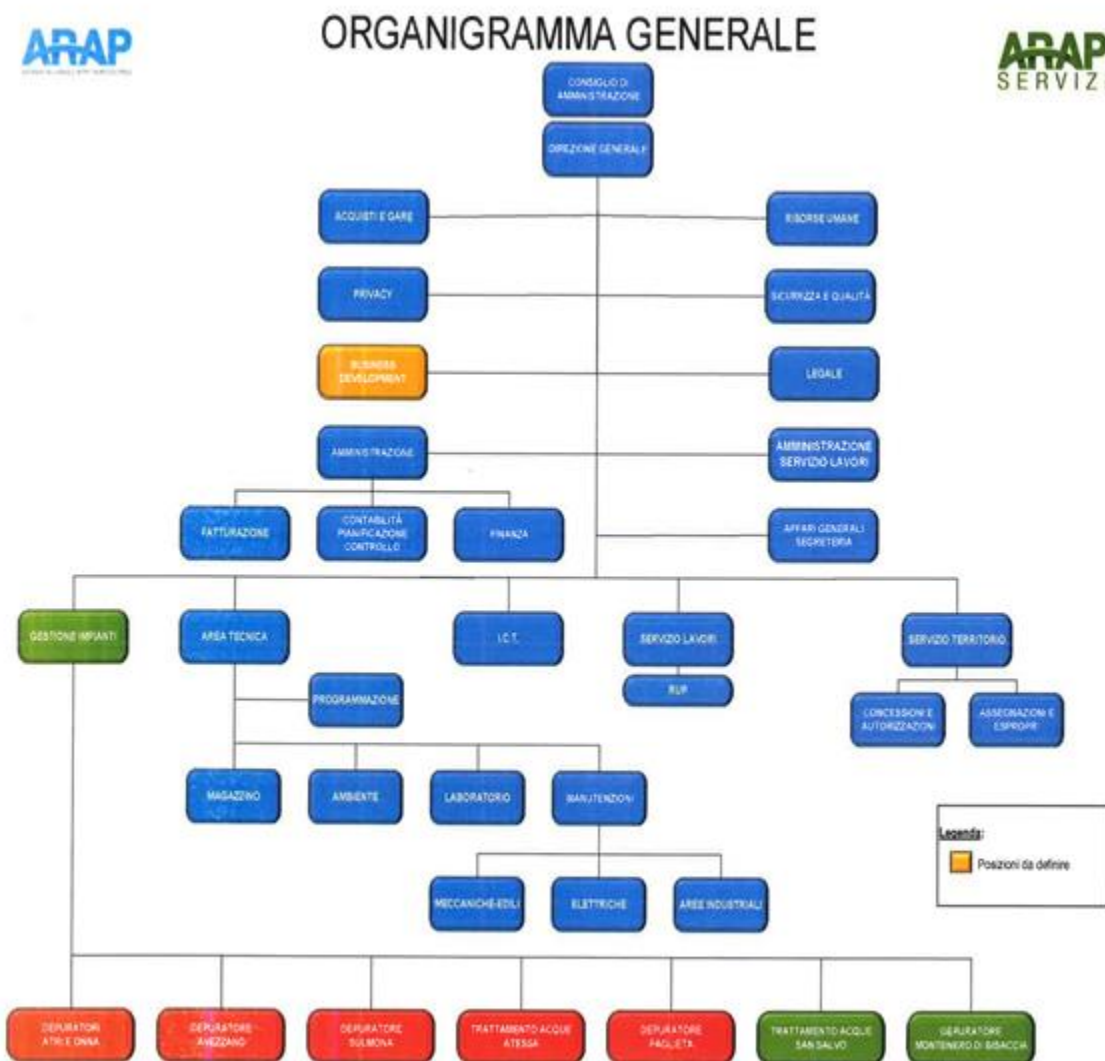 ORGANIGRAMMA GENERALE
ARAP
ARAP
SERVIZI
CONSIGLIO DI
AMMINISTRAZIONE
DIREZIONE GENERALE
ACQUISTI E GARE
RISORSE UMANE
PRIVACY
SICUREZZA E QUALITÀ
BUSINESS
DEVELOPMENT
LEGALE
AMMINISTRAZIONE
AMMINISTRAZIONE
SERVIZIO LAVORI
FATTURAZIONE
CONTABILITÀ
PIANIFICAZIONE
CONTROLLO
FINANZA
AFFARI GENERALI
SEGRETERIA
GESTIONE IMPIANTI
AREA TECNICA
I.C.T.
SERVIZIO LAVORI
SERVIZIO TERRITORIO
PROGRAMMAZIONE
RUP
CONCESSIONI E
AUTORIZZAZIONI
ASSEGNAZIONI E
ESPROPRI
MAGAZZINO
AMBIENTE
LABORATORIO
MANUTENZIONI
Legenda:
Posizioni da definire
MECCANICHE-EDILI
ELETTRICHE
AREE INDUSTRIALI
DEPURATORI
ATRI E ONNA
DEPURATORE
AVEZZANO
DEPURATORE
SULMONA
TRATTAMENTO ACQUE
ATESSA
DEPURATORE
PAGLIETA
TRATTAMENTO ACQUE
SAN SALVO
DEPURATORE
MONTENERO DI BISACCIA